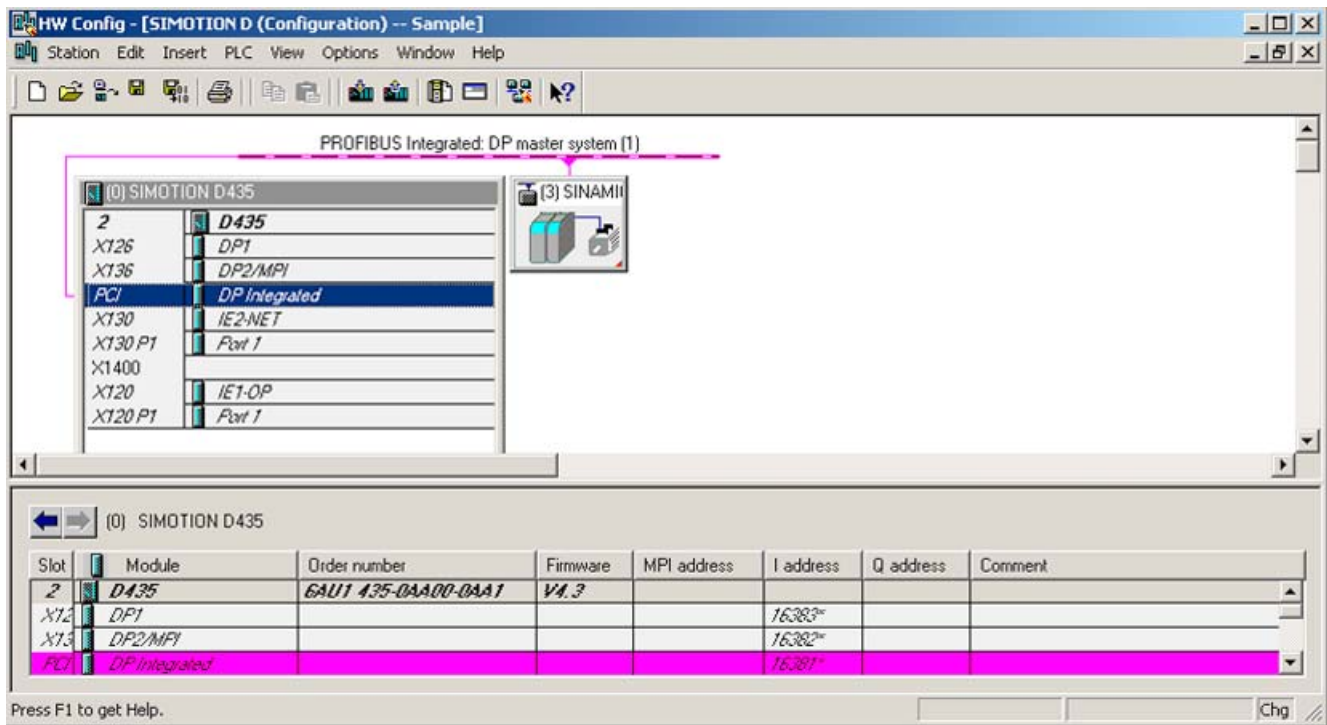 HW Config - [SIMOTION D (Configuration) -- Sample]
Station Edit Insert PLC View Options Window Help
PROFIBUS Integrated: DP master system (1)
(0) SIMOTION D435
(3) SINAMI
2 D435
X126 DP1
X136 DP2/MPI
PCI DP Integrated
X130 IE2-NET
X130 P1 Port 1
X1400
X120 IE1-OP
X120 P1 Port 1
(0) SIMOTION D435
Slot Module Order number Firmware MPI address I address Q address Comment
2 D435 6AU1 435-0AA00-0AA1 V4.3
X12 DP1 16383*
X13 DP2/MPI 16382*
PCI DP Integrated 16381*
Press F1 to get Help.
Chg